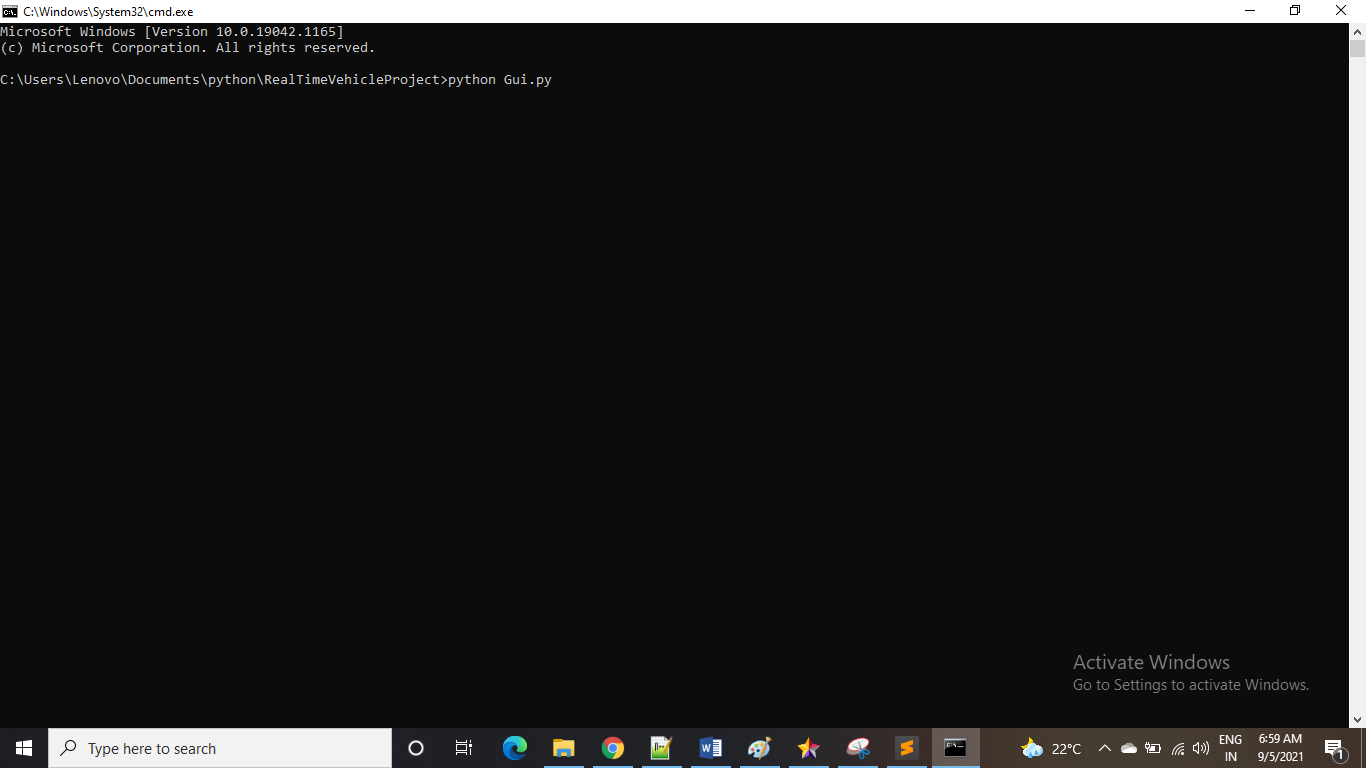 C:\Windows\System32\cmd.exe
Microsoft Windows [Version 10.0.19042.1165]
(c) Microsoft Corporation. All rights reserved.
C:\Users\Lenovo\Documents\python\RealTimeVehicleProject>python Gui.py
Activate Windows
Go to Settings to activate Windows.
Type here to search
22°C
ENG
IN
6:59 AM
9/5/2021
1